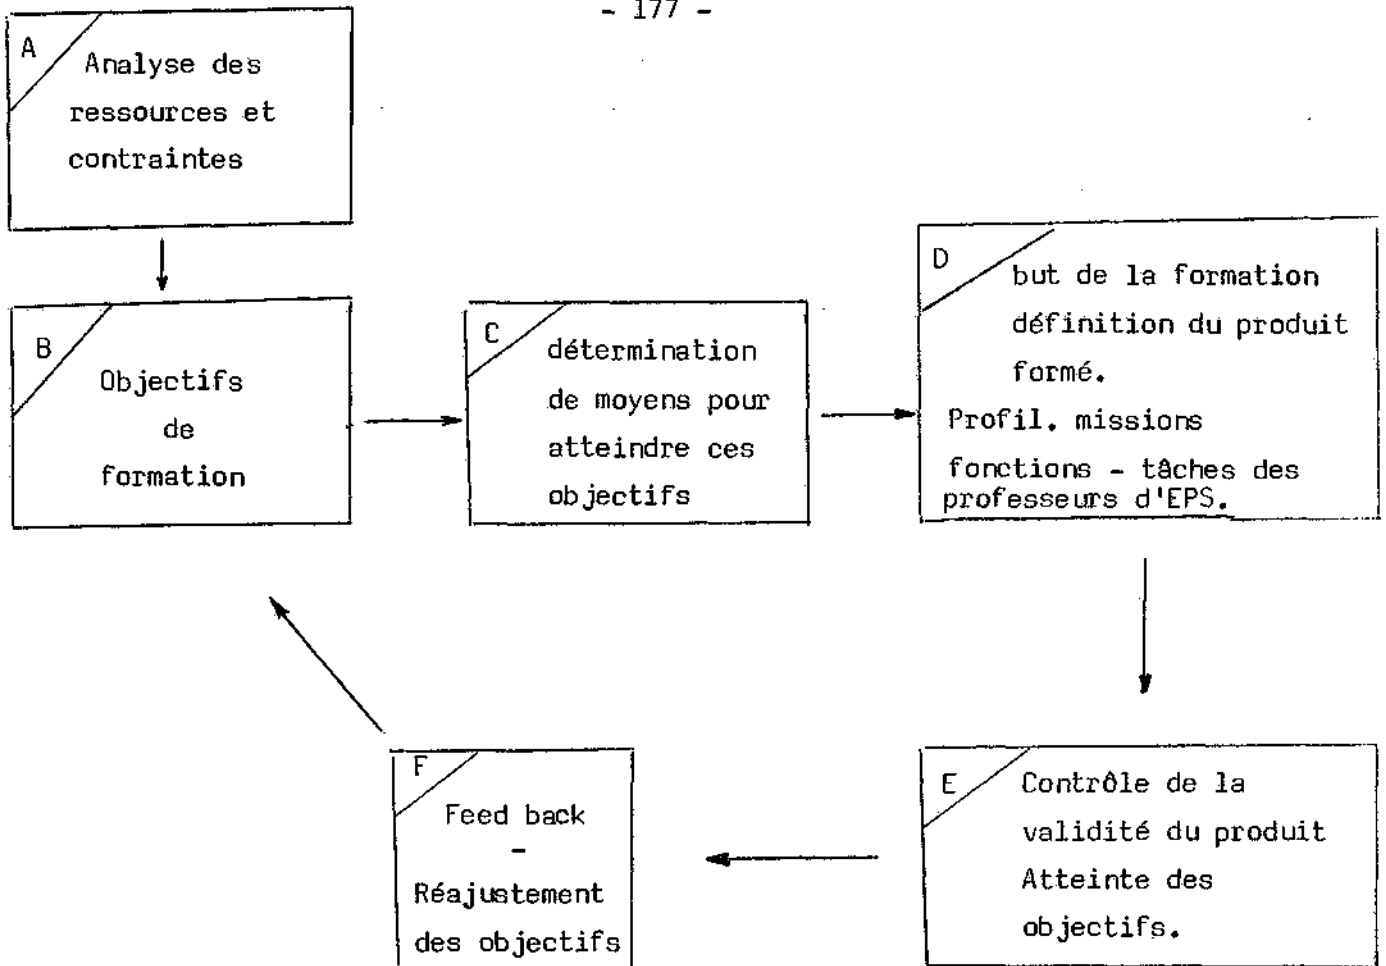 - 177 -
A
Analyse des
ressources et
contraintes
B
Objectifs
de
formation
C
détermination
de moyens pour
atteindre ces
objectifs
D
but de la formation
définition du produit
formé.
Profil. missions
fonctions - tâches des
professeurs d'EPS.
E
Contrôle de la
validité du produit
Atteinte des
objectifs.
F
Feed back
-
Réajustement
des objectifs